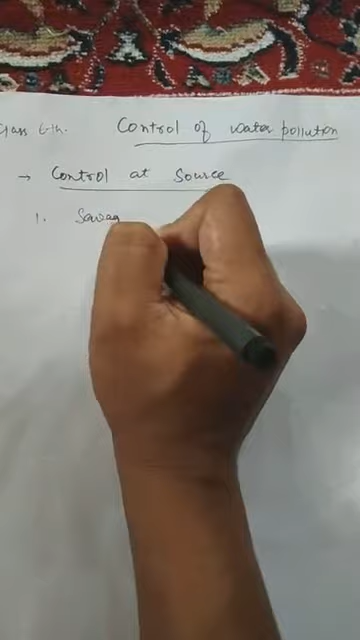 Class 6th. Control of water pollution
→ Control at Source
1. Sewag